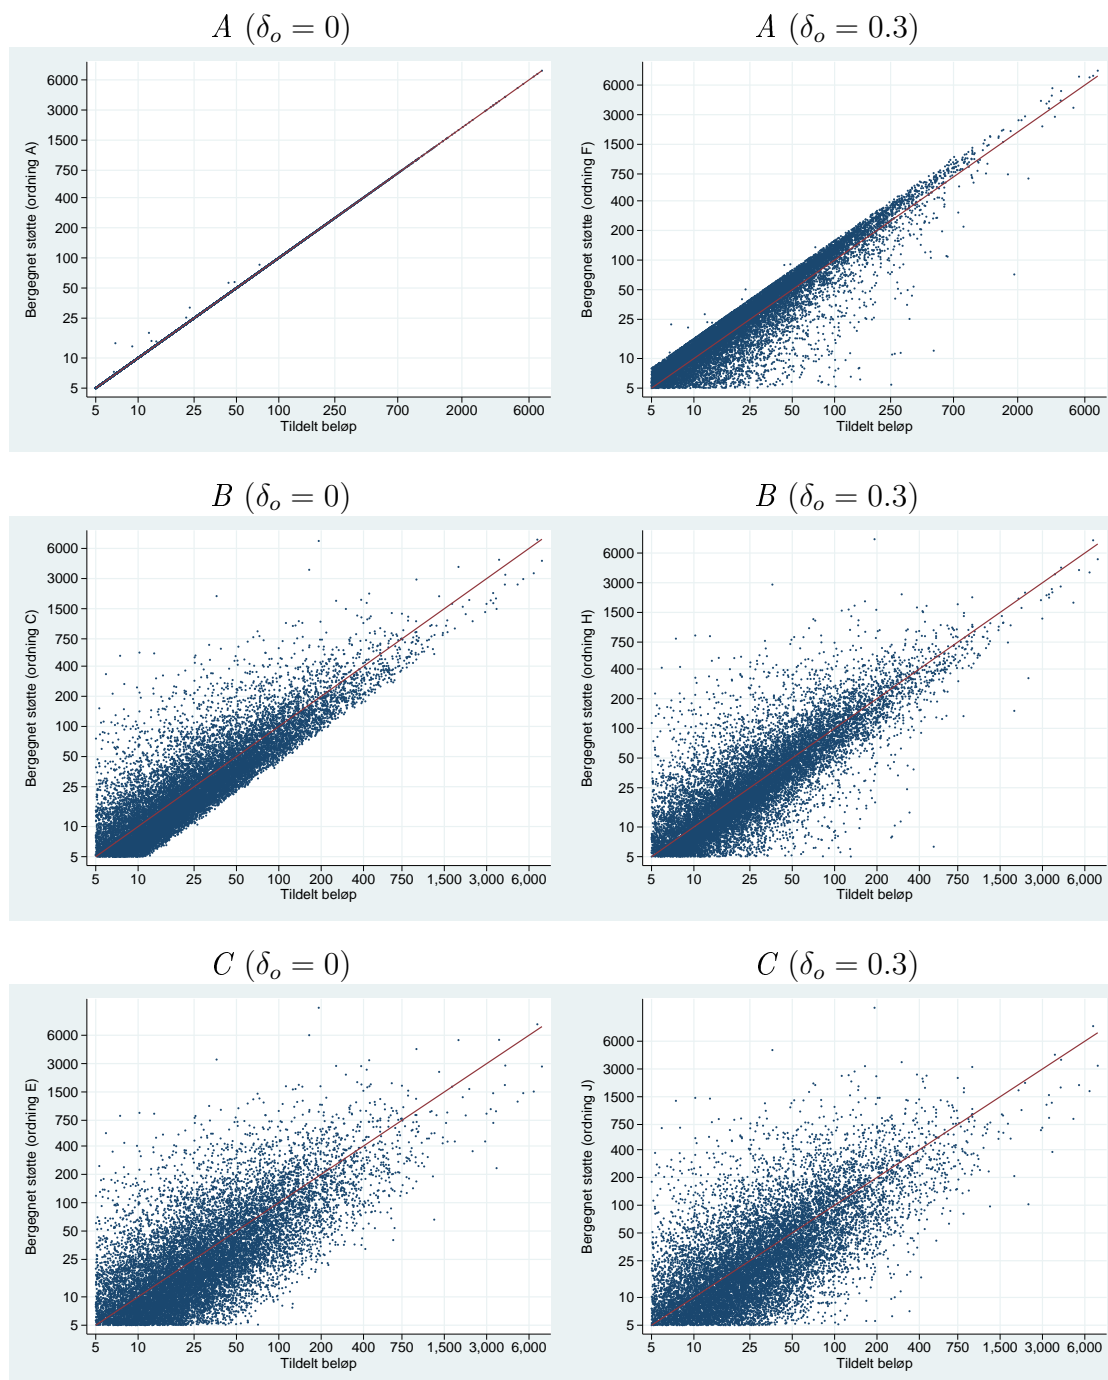 A (δₒ = 0)
A (δₒ = 0.3)
Bergegnet støtte (ordning A)
6000
3000
1500
750
400
200
100
50
25
10
5
5 10 25 50 100 250 700 2000 6000
Tildelt beløp
Bergegnet støtte (ordning F)
6000
3000
1500
750
400
200
100
50
25
10
5
5 10 25 50 100 250 700 2000 6000
Tildelt beløp
B (δₒ = 0)
B (δₒ = 0.3)
Bergegnet støtte (ordning C)
6000
3000
1500
750
400
200
100
50
25
10
5
5 10 25 50 100 200 400 750 1,500 3,000 6,000
Tildelt beløp
Bergegnet støtte (ordning H)
6000
3000
1500
750
400
200
100
50
25
10
5
5 10 25 50 100 200 400 750 1,500 3,000 6,000
Tildelt beløp
C (δₒ = 0)
C (δₒ = 0.3)
Bergegnet støtte (ordning E)
6000
3000
1500
750
400
200
100
50
25
10
5
5 10 25 50 100 200 400 750 1,500 3,000 6,000
Tildelt beløp
Bergegnet støtte (ordning J)
6000
3000
1500
750
400
200
100
50
25
10
5
5 10 25 50 100 200 400 750 1,500 3,000 6,000
Tildelt beløp